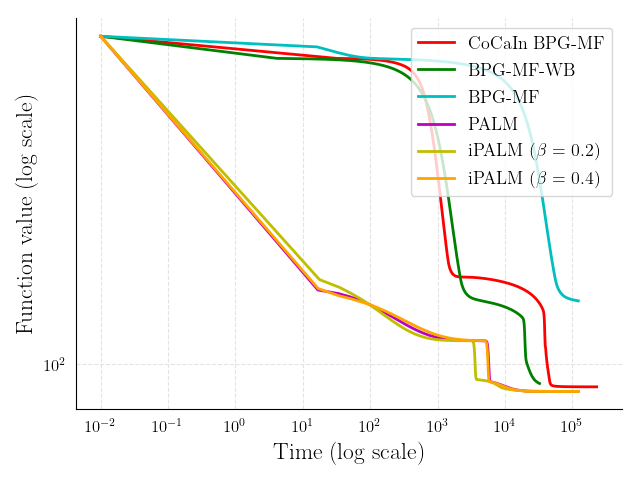 CoCaIn BPG-MF
BPG-MF-WB
BPG-MF
PALM
iPALM (β = 0.2)
iPALM (β = 0.4)
Function value (log scale)
10²
10⁻² 10⁻¹ 10⁰ 10¹ 10² 10³ 10⁴ 10⁵
Time (log scale)